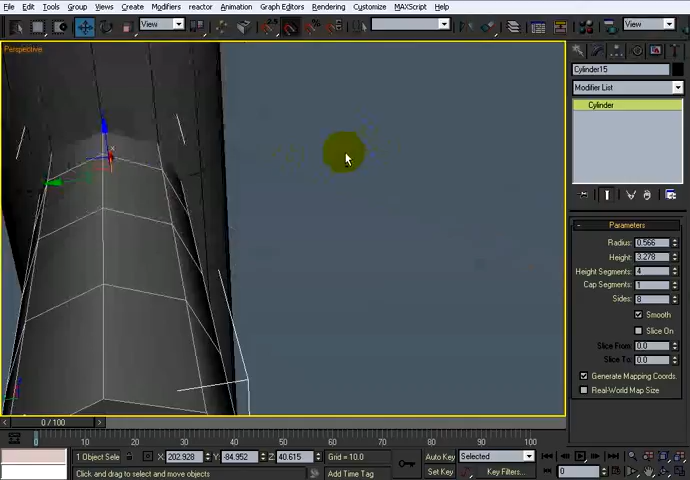 File Edit Tools Group Views Create Modifiers reactor Animation Graph Editors Rendering Customize MAXScript Help
View
View
Perspective
Cylinder15
Modifier List
Cylinder
- Parameters
Radius: 0.566
Height: 3.278
Height Segments: 4
Cap Segments: 1
Sides: 8
Smooth
Slice On
Slice From: 0.0
Slice To: 0.0
Generate Mapping Coords.
Real-World Map Size
0 / 100
0 10 20 30 40 50 60 70 80 90 100
1 Object Sele
X: 202.928 Y: -84.952 Z: 40.615 Grid = 10.0
Auto Key Selected
Click and drag to select and move objects
Add Time Tag
Set Key Key Filters...
0